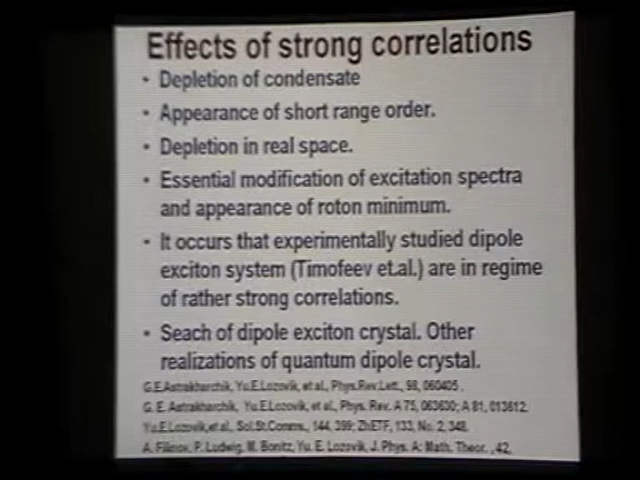 Effects of strong correlations
• Depletion of condensate
• Appearance of short range order.
• Depletion in real space.
• Essential modification of excitation spectra
and appearance of roton minimum.
• It occurs that experimentally studied dipole
exciton system (Timofeev et.al.) are in regime
of rather strong correlations.
• Seach of dipole exciton crystal. Other
realizations of quantum dipole crystal.
G.E.Astrakharchik, Yu.E.Lozovik, et al., Phys.Rev.Lett., 98, 060405.
G. E. Astrakharchik, Yu.E.Lozovik, et al., Phys. Rev. A 75, 063630; A 81, 013612.
Yu.E.Lozovik,et al., Sol.St.Comms., 144, 399; ZhETF, 133, No. 2, 348.
A. Filinov, P. Ludwig, M. Bonitz, Yu. E. Lozovik, J. Phys. A: Math. Theor. , 42,